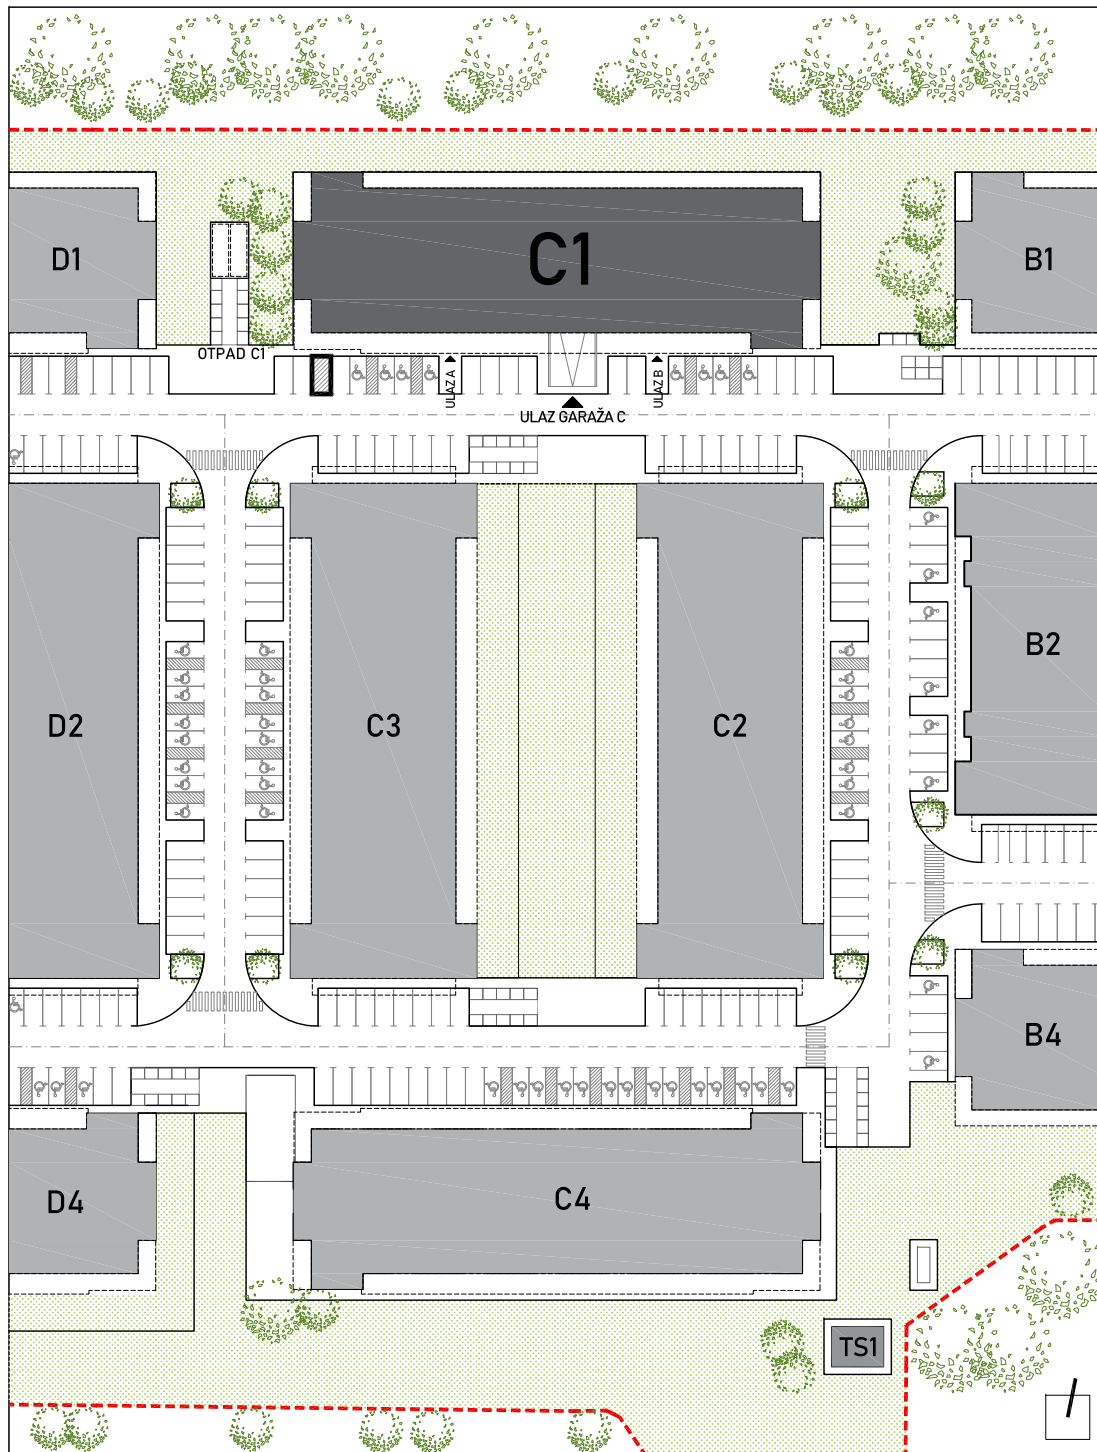 D1
C1
B1
OTPAD C1
ULAZ A
ULAZ B
ULAZ GARAŽA C
D2
C3
C2
B2
B4
D4
C4
TS1